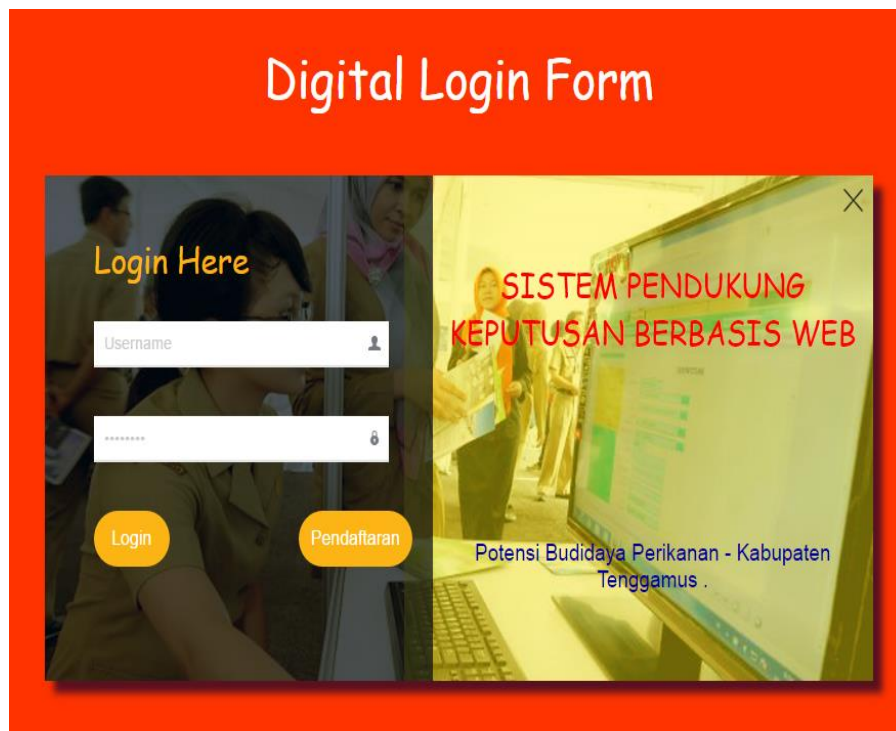 Digital Login Form
Login Here
Username
********
Login
Pendaftaran
SISTEM PENDUKUNG
KEPUTUSAN BERBASIS WEB
Potensi Budidaya Perikanan - Kabupaten
Tenggamus .